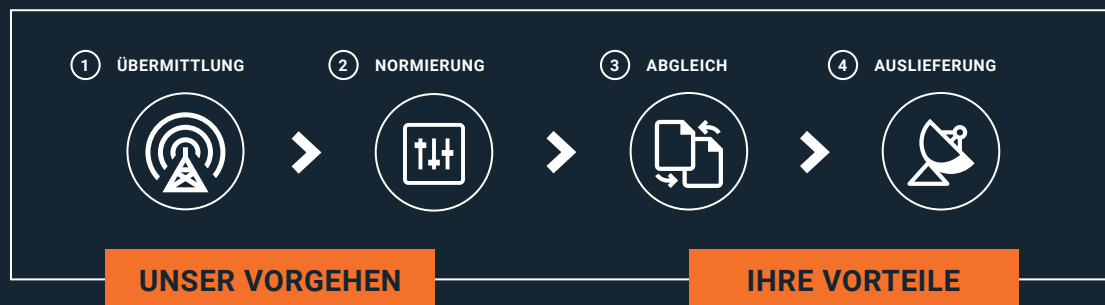 1 ÜBERMITTLUNG
2 NORMIERUNG
3 ABGLEICH
4 AUSLIEFERUNG
UNSER VORGEHEN
IHRE VORTEILE